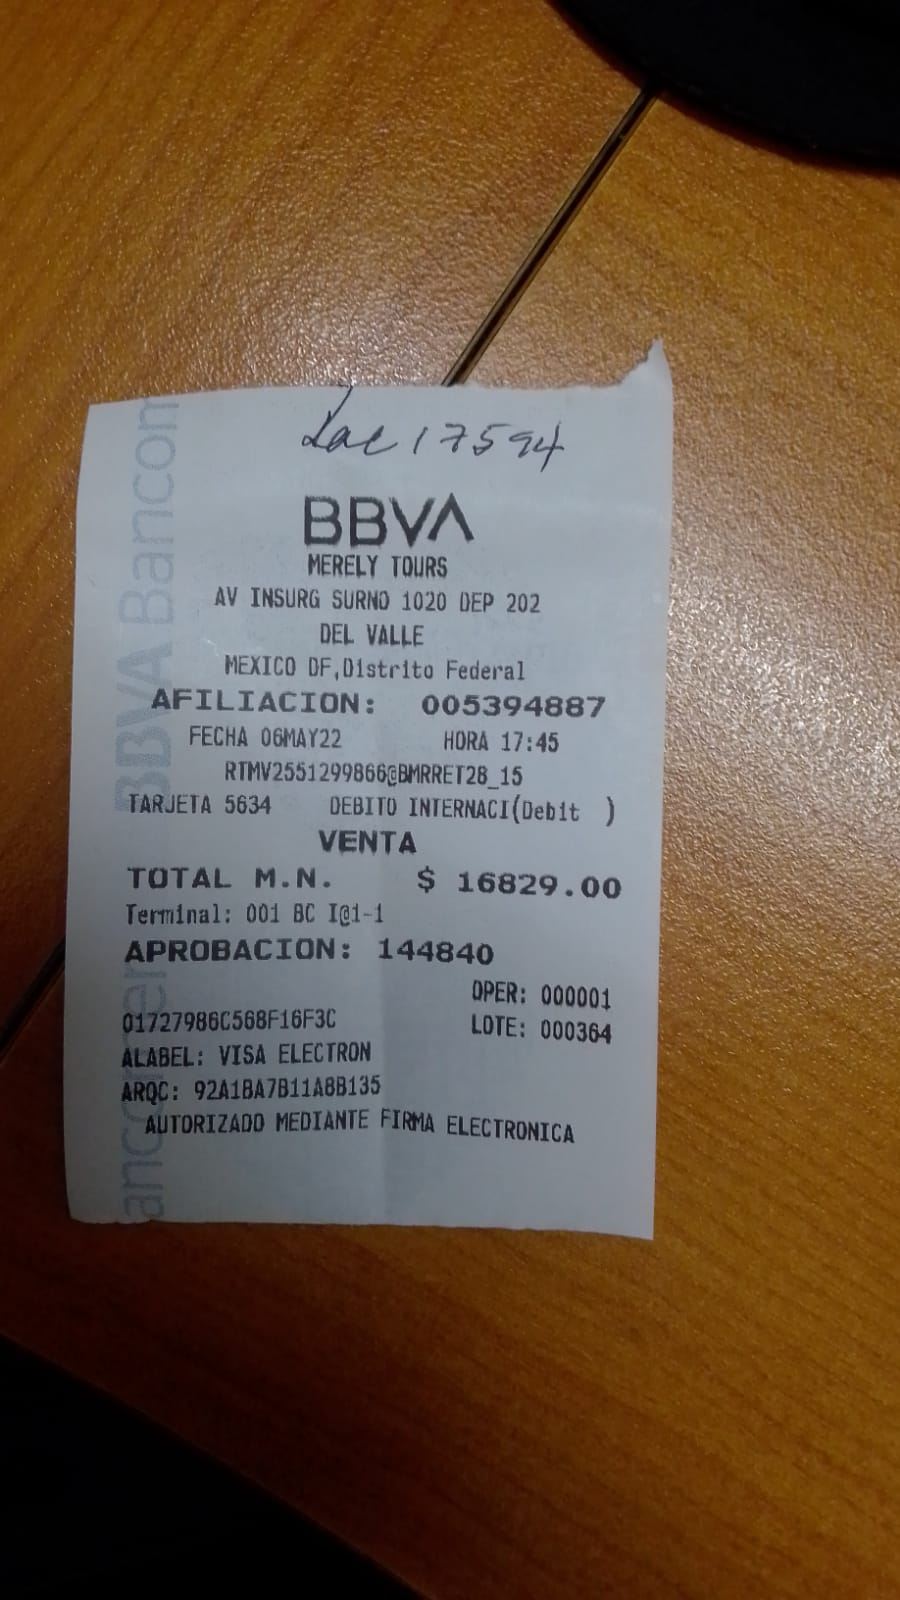 Lac 17594
BBVA
MERELY TOURS
AV INSURG SURNO 1020 DEP 202
DEL VALLE
MEXICO DF,Distrito Federal
AFILIACION: 005394887
FECHA 06MAY22 HORA 17:45
RTMV2551299866@BMRRET28_15
TARJETA 5634 DEBITO INTERNACI(Debit )
VENTA
TOTAL M.N. $ 16829.00
Terminal: 001 BC I@1-1
APROBACION: 144840
OPER: 000001
01727986C568F16F3C LOTE: 000364
ALABEL: VISA ELECTRON
ARQC: 92A1BA7B11A8B135
AUTORIZADO MEDIANTE FIRMA ELECTRONICA
BBVA Bancom
ancomer